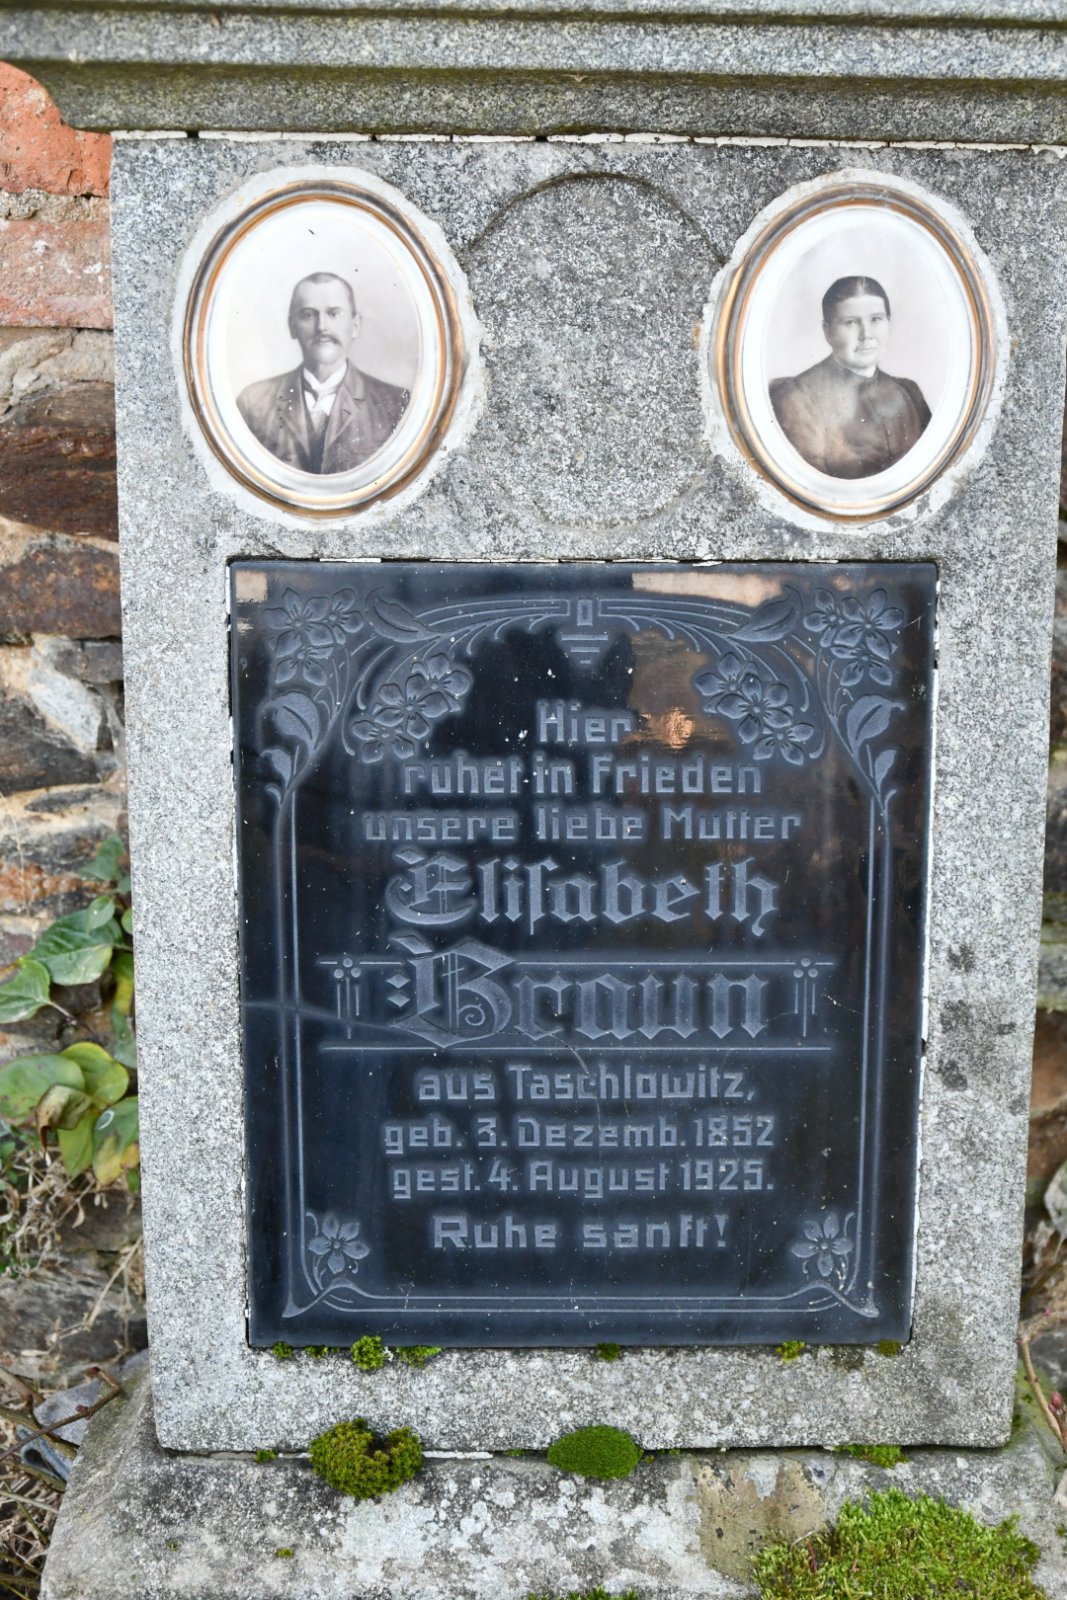 Hier
ruhet in Frieden
unsere liebe Mutter
Eliſabeth
Braun
aus Taschlowitz,
geb. 3. Dezemb. 1852
gest. 4. August 1925.
Ruhe sanft!